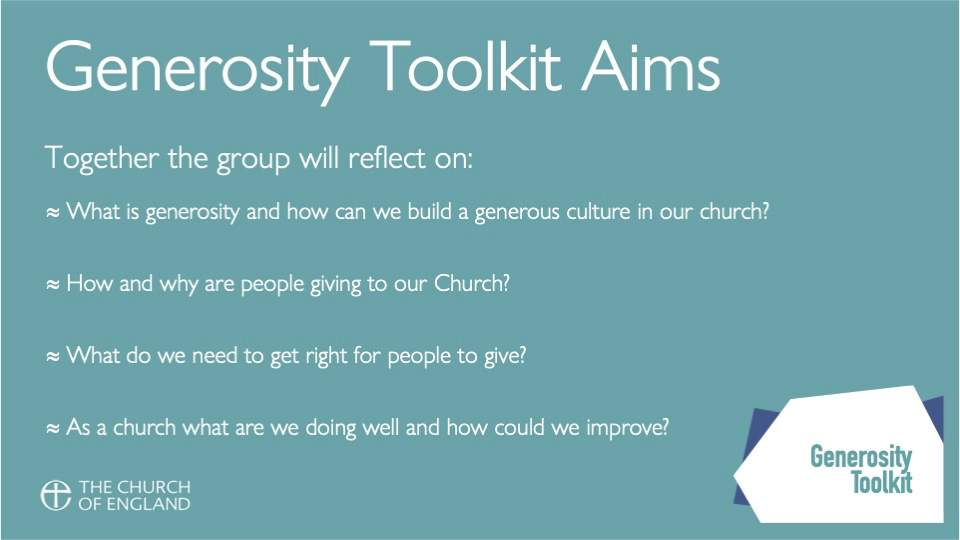 Generosity Toolkit Aims
Together the group will reflect on:
≈ What is generosity and how can we build a generous culture in our church?
≈ How and why are people giving to our Church?
≈ What do we need to get right for people to give?
≈ As a church what are we doing well and how could we improve?
THE CHURCH
OF ENGLAND
Generosity
Toolkit